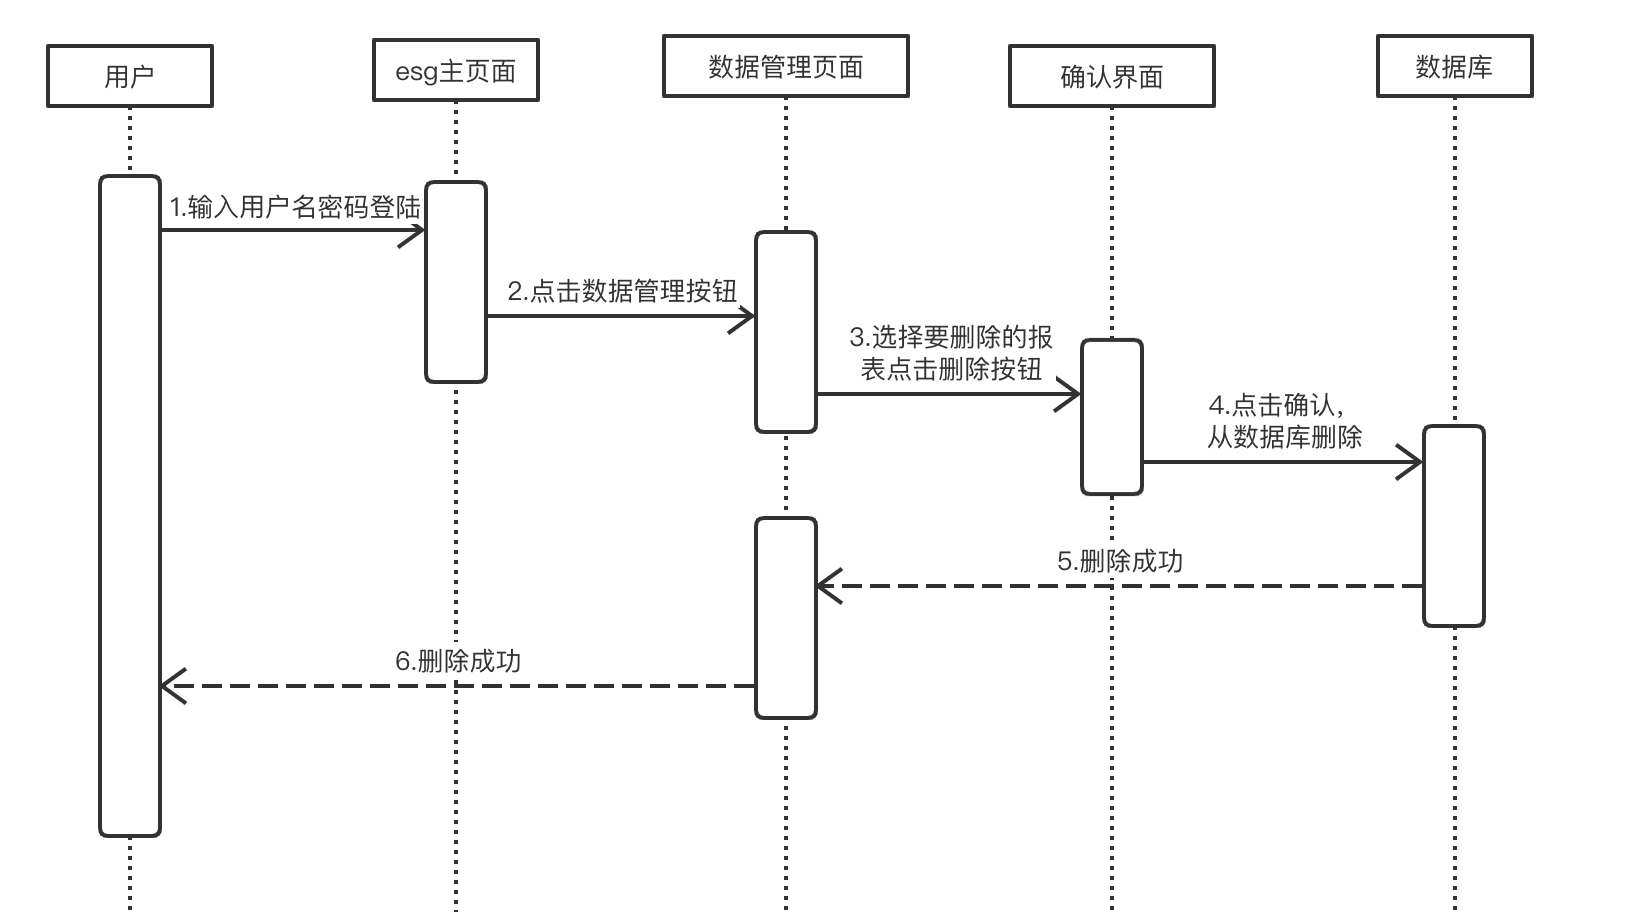 用户
esg主页面
数据管理页面
确认界面
数据库
1.输入用户名密码登陆
2.点击数据管理按钮
3.选择要删除的报
表点击删除按钮
4.点击确认，
从数据库删除
5.删除成功
6.删除成功